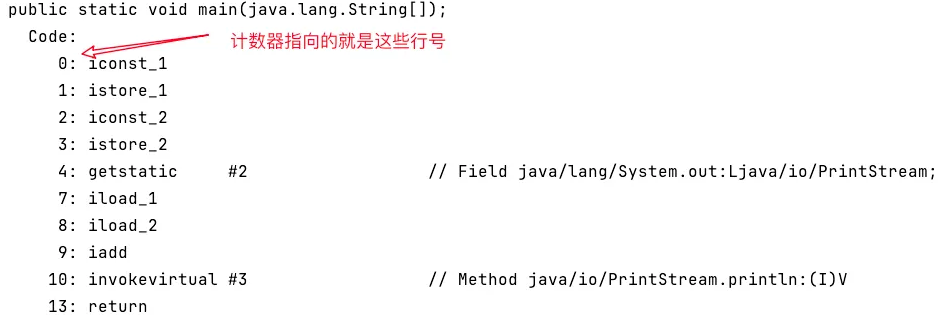 public static void main(java.lang.String[]);
Code:
计数器指向的就是这些行号
0: iconst_1
1: istore_1
2: iconst_2
3: istore_2
4: getstatic #2 // Field java/lang/System.out:Ljava/io/PrintStream;
7: iload_1
8: iload_2
9: iadd
10: invokevirtual #3 // Method java/io/PrintStream.println:(I)V
13: return